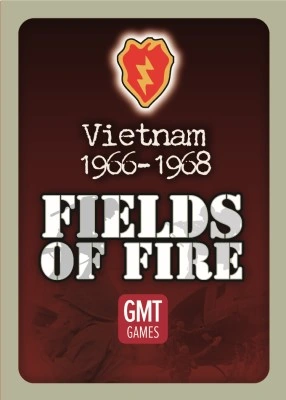 Vietnam
1966-1968
FIELDS
OF FIRE
GMT
GAMES